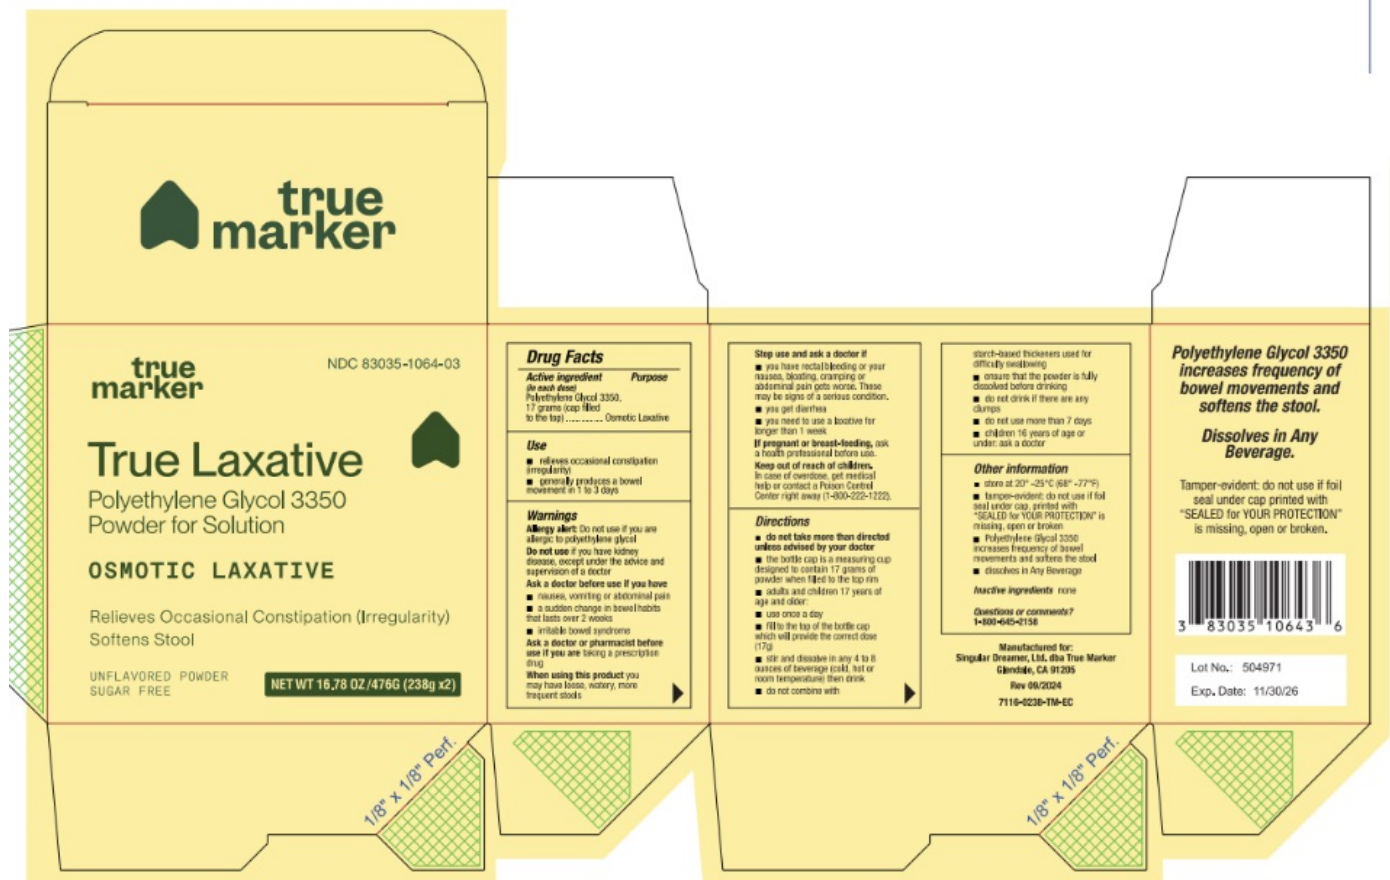 true
marker
true
marker
NDC 83035-1064-03
True Laxative
Polyethylene Glycol 3350
Powder for Solution
OSMOTIC LAXATIVE
Relieves Occasional Constipation (Irregularity)
Softens Stool
UNFLAVORED POWDER
SUGAR FREE
NET WT 16.78 OZ/476G (238g x2)
1/8" x 1/8" Perf.
Drug Facts
Active ingredient Purpose
(in each dose)
Polyethylene Glycol 3350,
17 grams (cap filled
to the top) ............... Osmotic Laxative
Use
■ relieves occasional constipation
(irregularity)
■ generally produces a bowel
movement in 1 to 3 days
Warnings
Allergy alert: Do not use if you are
allergic to polyethylene glycol
Do not use if you have kidney
disease, except under the advice and
supervision of a doctor
Ask a doctor before use if you have
■ nausea, vomiting or abdominal pain
■ a sudden change in bowel habits
that lasts over 2 weeks
■ irritable bowel syndrome
Ask a doctor or pharmacist before
use if you are taking a prescription
drug
When using this product you
may have loose, watery, more
frequent stools
Stop use and ask a doctor if
■ you have rectal bleeding or your
nausea, bloating, cramping or
abdominal pain gets worse. These
may be signs of a serious condition.
■ you get diarrhea
■ you need to use a laxative for
longer than 1 week
If pregnant or breast-feeding, ask
a health professional before use.
Keep out of reach of children.
In case of overdose, get medical
help or contact a Poison Control
Center right away (1-800-222-1222).
Directions
■ do not take more than directed
unless advised by your doctor
■ the bottle cap is a measuring cup
designed to contain 17 grams of
powder when filled to the top rim
■ adults and children 17 years of
age and older:
■ use once a day
■ fill to the top of the bottle cap
which will provide the correct dose
(17g)
■ stir and dissolve in any 4 to 8
ounces of beverage (cold, hot or
room temperature) then drink
■ do not combine with
starch-based thickeners used for
difficulty swallowing
■ ensure that the powder is fully
dissolved before drinking
■ do not drink if there are any
clumps
■ do not use more than 7 days
■ children 16 years of age or
under: ask a doctor
Other information
■ store at 20° -25°C (68° -77°F)
■ tamper-evident: do not use if foil
seal under cap, printed with
"SEALED for YOUR PROTECTION" is
missing, open or broken
■ Polyethylene Glycol 3350
increases frequency of bowel
movements and softens the stool
■ dissolves in Any Beverage
Inactive ingredients none
Questions or comments?
1-800-645-2158
Manufactured for:
Singular Dreamer, Ltd. dba True Marker
Glendale, CA 91205
Rev 09/2024
7116-0238-TM-EC
1/8" x 1/8" Perf.
Polyethylene Glycol 3350
increases frequency of
bowel movements and
softens the stool.
Dissolves in Any
Beverage.
Tamper-evident: do not use if foil
seal under cap printed with
"SEALED for YOUR PROTECTION"
is missing, open or broken.
3 83035 10643 6
Lot No.: 504971
Exp. Date: 11/30/26